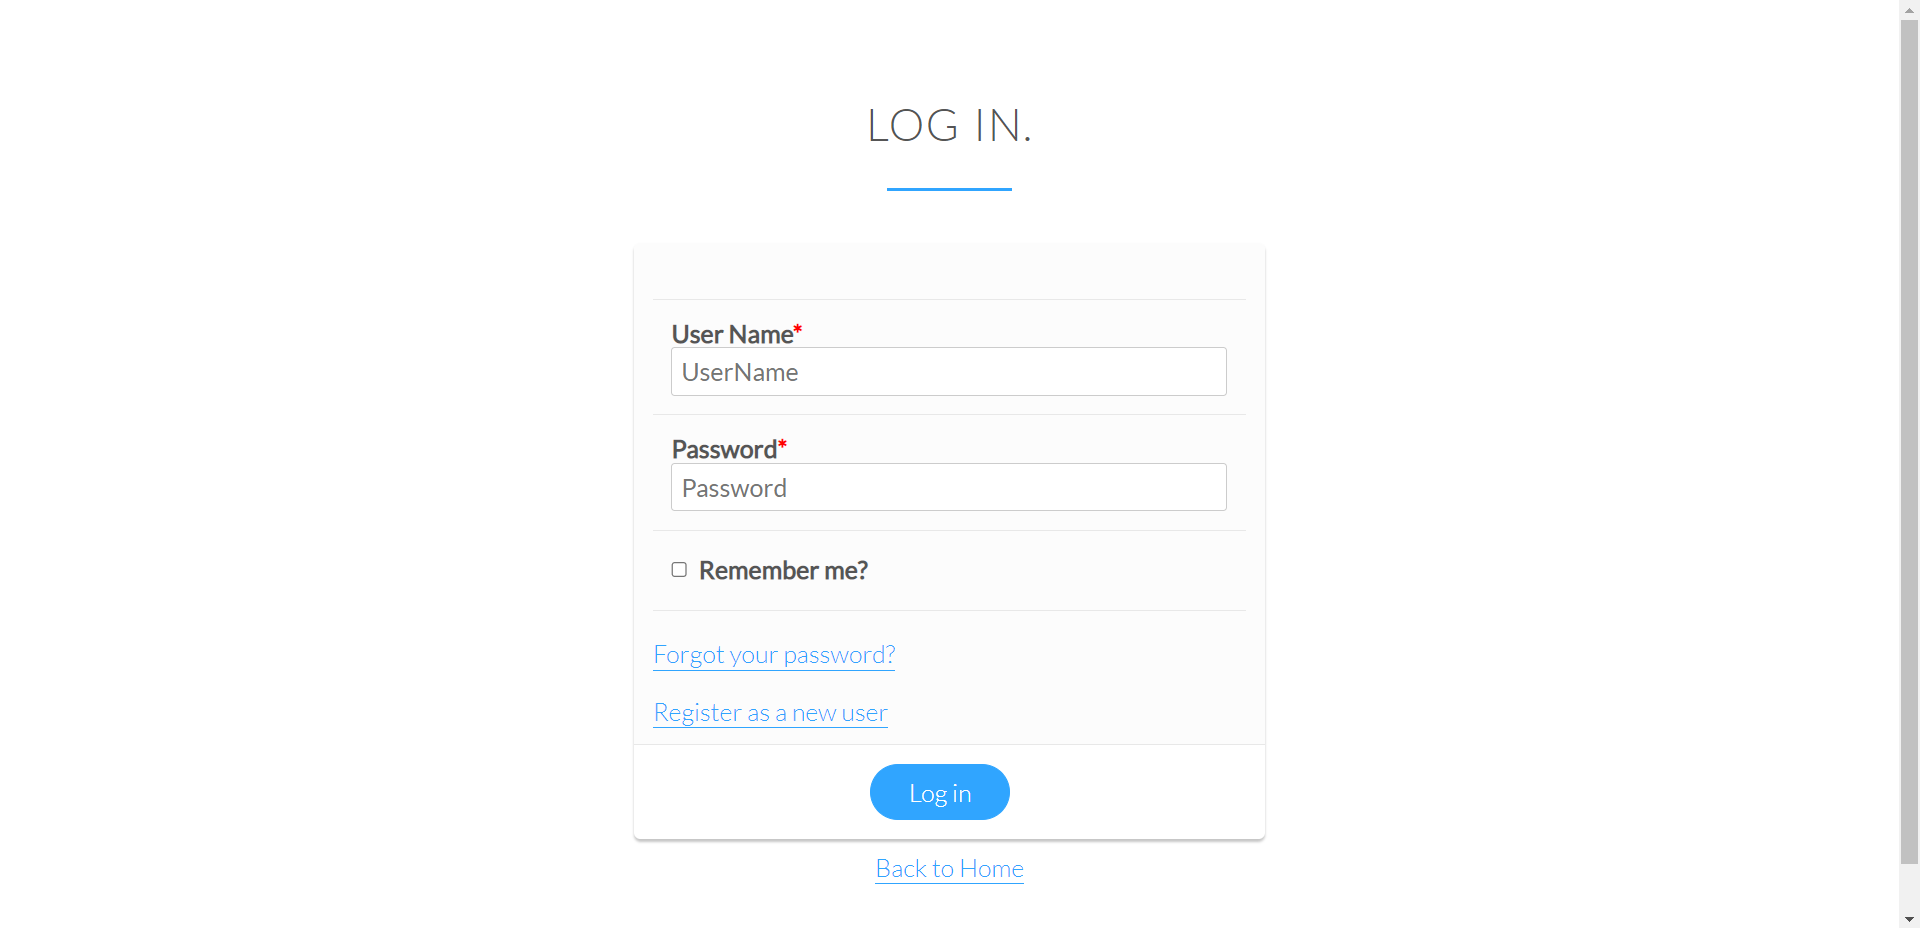 LOG IN.
User Name*
UserName
Password*
Password
Remember me?
Forgot your password?
Register as a new user
Log in
Back to Home